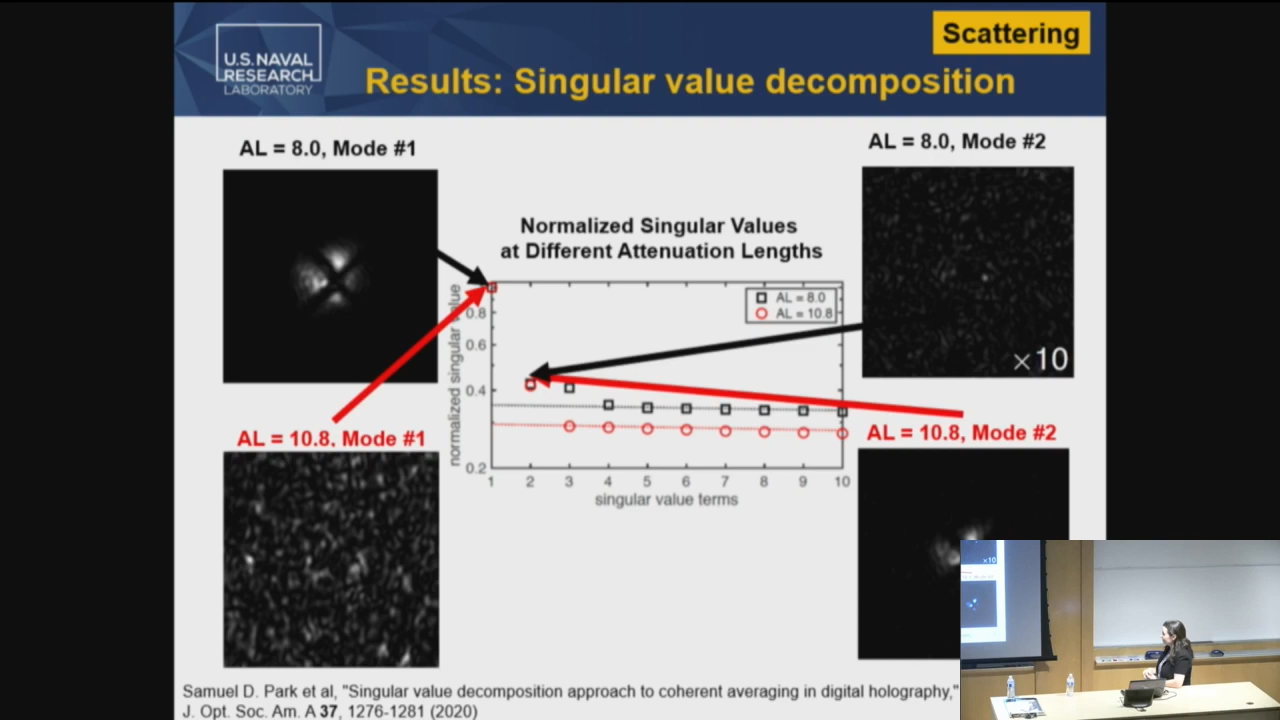 U.S. NAVAL
RESEARCH
LABORATORY
Scattering
Results: Singular value decomposition
AL = 8.0, Mode #1
AL = 8.0, Mode #2
×10
Normalized Singular Values
at Different Attenuation Lengths
AL = 8.0
AL = 10.8
normalized singular value
0.8
0.6
0.4
0.2
1 2 3 4 5 6 7 8 9 10
singular value terms
AL = 10.8, Mode #1
AL = 10.8, Mode #2
×10
Samuel D. Park et al, "Singular value decomposition approach to coherent averaging in digital holography,"
J. Opt. Soc. Am. A 37, 1276-1281 (2020)